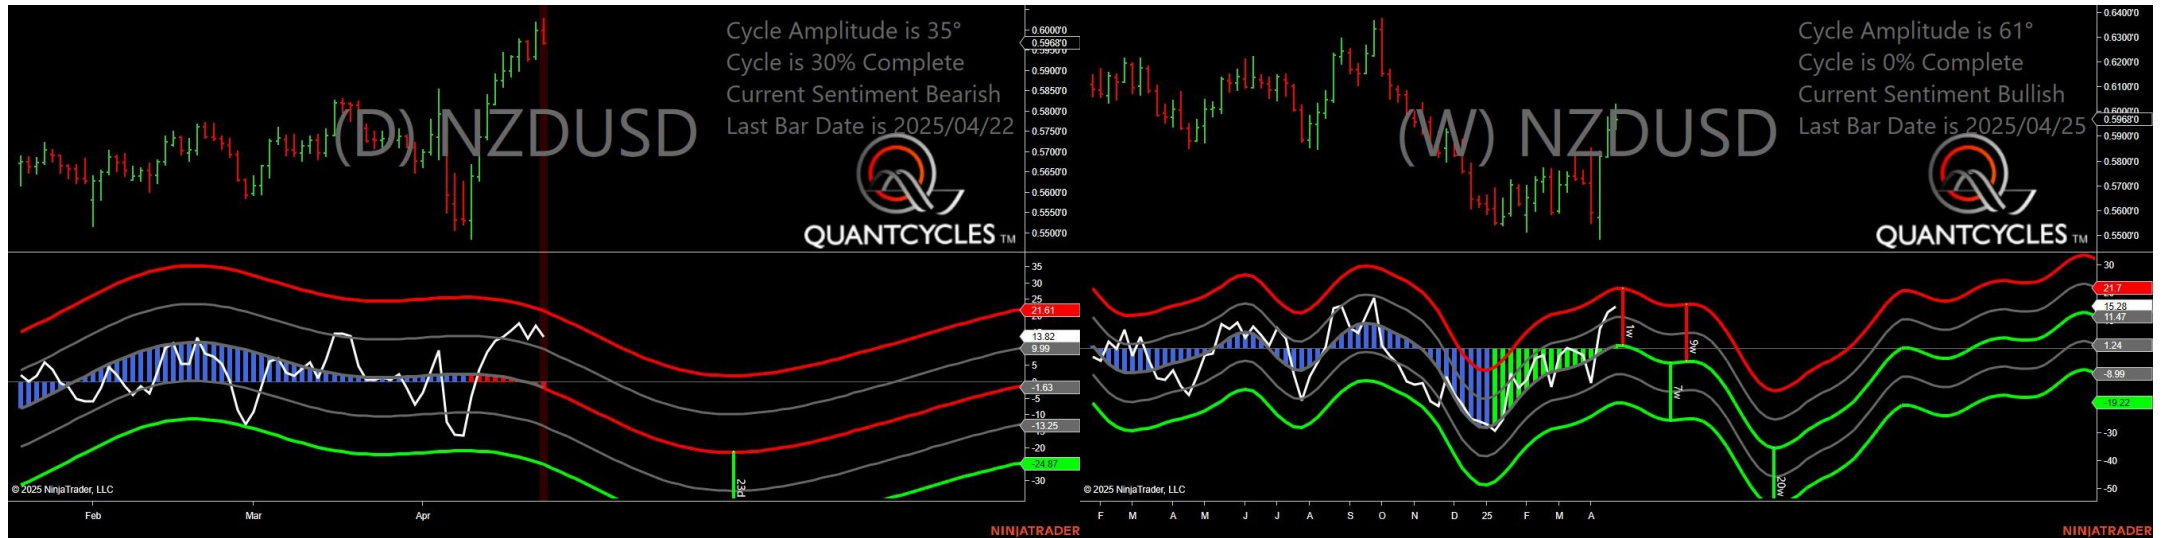 Cycle Amplitude is 35°
Cycle is 30% Complete
Current Sentiment Bearish
Last Bar Date is 2025/04/22
(D) NZDUSD
QUANTCYCLES TM
0.6000'0
0.5968'0
0.5900'0
0.5850'0
0.5800'0
0.5750'0
0.5700'0
0.5650'0
0.5600'0
0.5550'0
0.5500'0
35
30
25
21.61
13.82
9.99
5
-1.63
-5
-10
-13.25
-20
-24.87
-30
23d
© 2025 NinjaTrader, LLC
Feb
Mar
Apr
NINJATRADER
Cycle Amplitude is 61°
Cycle is 0% Complete
Current Sentiment Bullish
Last Bar Date is 2025/04/25
(W) NZDUSD
QUANTCYCLES TM
0.6400'0
0.6300'0
0.6200'0
0.6100'0
0.6000'0
0.5968'0
0.5900'0
0.5800'0
0.5700'0
0.5600'0
0.5500'0
30
21.7
15.28
11.47
1.24
-8.99
-19.22
-30
-40
-50
1w
9w
7w
20w
© 2025 NinjaTrader, LLC
F
M
A
M
J
J
A
S
O
N
D
25
F
M
A
NINJATRADER